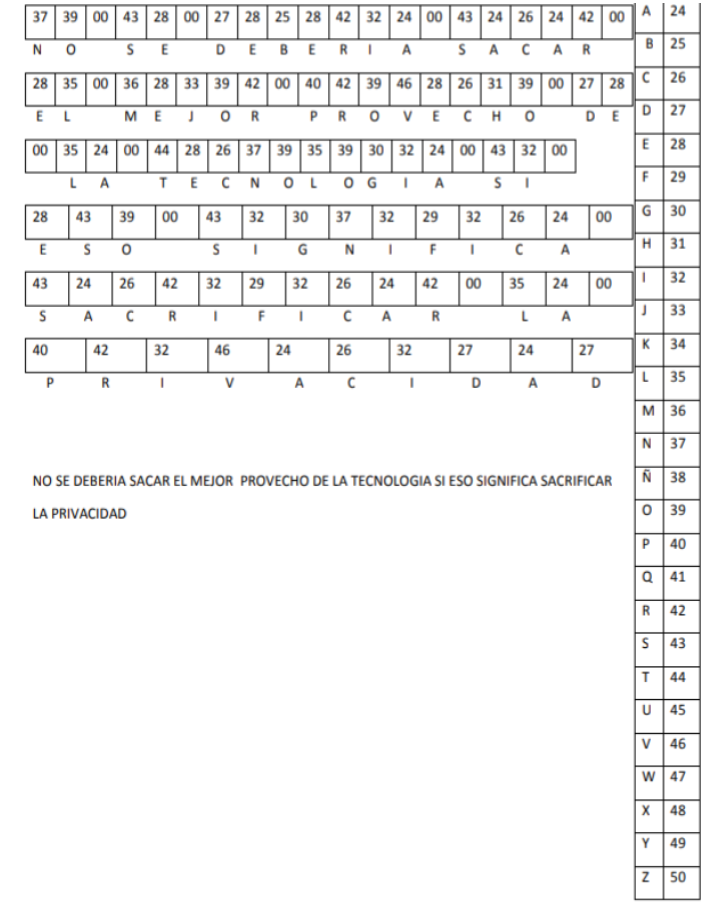 37 39 00 43 28 00 27 28 25 28 42 32 24 00 43 24 26 24 42 00
N O S E D E B E R I A S A C A R
28 35 00 36 28 33 39 42 00 40 42 39 46 28 26 31 39 00 27 28
E L M E J O R P R O V E C H O D E
00 35 24 00 44 28 26 37 39 35 39 30 32 24 00 43 32 00
L A T E C N O L O G I A S I
28 43 39 00 43 32 30 37 32 29 32 26 24 00
E S O S I G N I F I C A
43 24 26 42 32 29 32 26 24 42 00 35 24 00
S A C R I F I C A R L A
40 42 32 46 24 26 32 27 24 27
P R I V A C I D A D
NO SE DEBERIA SACAR EL MEJOR PROVECHO DE LA TECNOLOGIA SI ESO SIGNIFICA SACRIFICAR
LA PRIVACIDAD
A 24
B 25
C 26
D 27
E 28
F 29
G 30
H 31
I 32
J 33
K 34
L 35
M 36
N 37
Ñ 38
O 39
P 40
Q 41
R 42
S 43
T 44
U 45
V 46
W 47
X 48
Y 49
Z 50